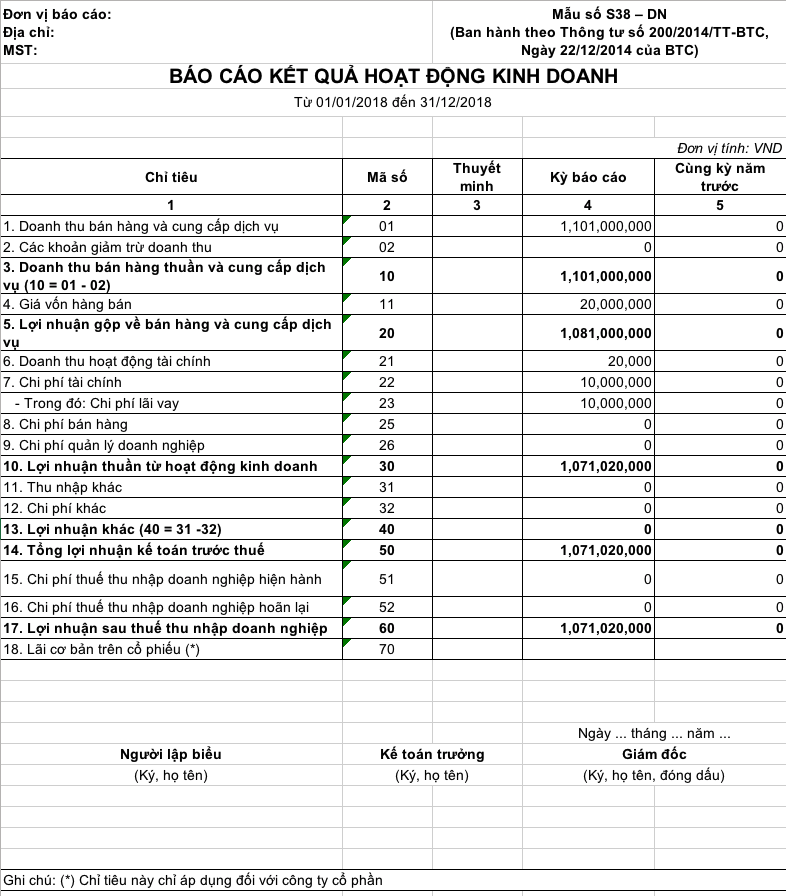 Đơn vị báo cáo:
Mẫu số S38 – DN
Địa chỉ:
(Ban hành theo Thông tư số 200/2014/TT-BTC,
MST:
Ngày 22/12/2014 của BTC)
BÁO CÁO KẾT QUẢ HOẠT ĐỘNG KINH DOANH
Từ 01/01/2018 đến 31/12/2018
Đơn vị tính: VND
Chỉ tiêu Mã số Thuyết minh Kỳ báo cáo Cùng kỳ năm trước
1 2 3 4 5
1. Doanh thu bán hàng và cung cấp dịch vụ 01 1,101,000,000 0
2. Các khoản giảm trừ doanh thu 02 0 0
3. Doanh thu bán hàng thuần và cung cấp dịch
vụ (10 = 01 - 02) 10 1,101,000,000 0
4. Giá vốn hàng bán 11 20,000,000 0
5. Lợi nhuận gộp về bán hàng và cung cấp dịch
vụ 20 1,081,000,000 0
6. Doanh thu hoạt động tài chính 21 20,000 0
7. Chi phí tài chính 22 10,000,000 0
- Trong đó: Chi phí lãi vay 23 10,000,000 0
8. Chi phí bán hàng 25 0 0
9. Chi phí quản lý doanh nghiệp 26 0 0
10. Lợi nhuận thuần từ hoạt động kinh doanh 30 1,071,020,000 0
11. Thu nhập khác 31 0 0
12. Chi phí khác 32 0 0
13. Lợi nhuận khác (40 = 31 -32) 40 0 0
14. Tổng lợi nhuận kế toán trước thuế 50 1,071,020,000 0
15. Chi phí thuế thu nhập doanh nghiệp hiện hành 51 0 0
16. Chi phí thuế thu nhập doanh nghiệp hoãn lại 52 0 0
17. Lợi nhuận sau thuế thu nhập doanh nghiệp 60 1,071,020,000 0
18. Lãi cơ bản trên cổ phiếu (*) 70
Ngày ... tháng ... năm ...
Người lập biểu Kế toán trưởng Giám đốc
(Ký, họ tên) (Ký, họ tên) (Ký, họ tên, đóng dấu)
Ghi chú: (*) Chỉ tiêu này chỉ áp dụng đối với công ty cổ phần